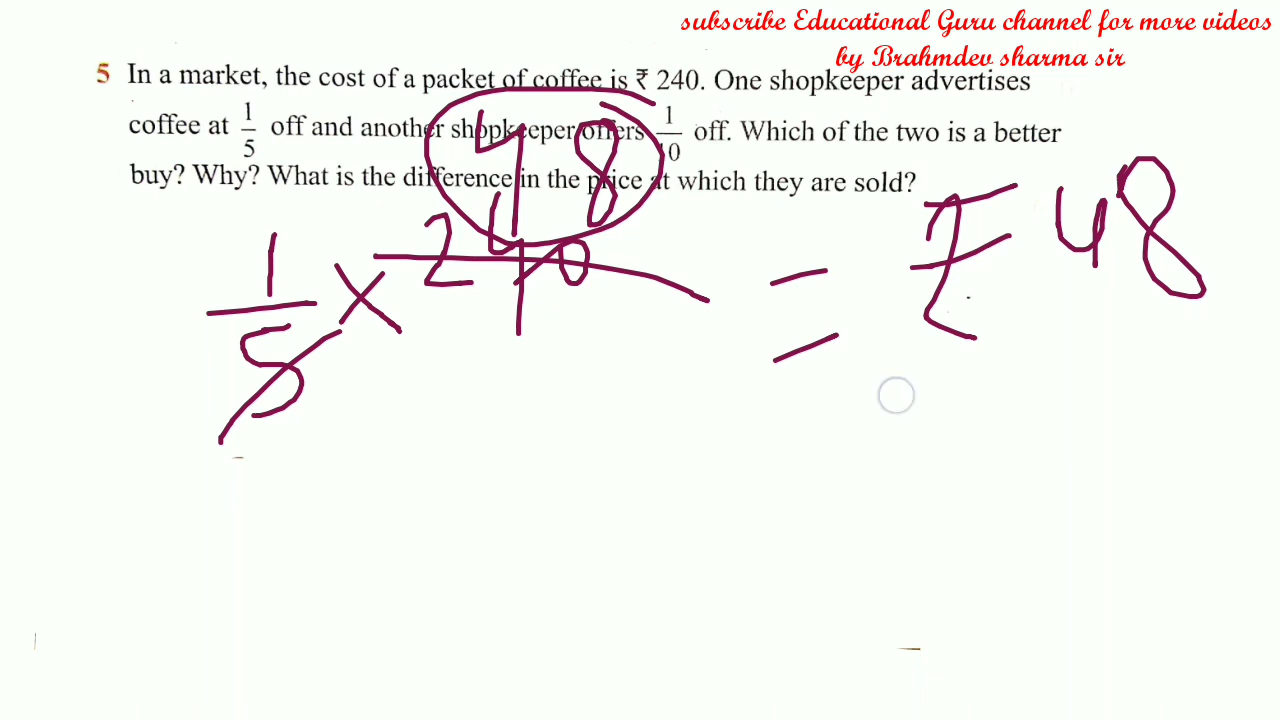 subscribe Educational Guru channel for more videos
by Brahmdev sharma sir
5 In a market, the cost of a packet of coffee is ₹ 240. One shopkeeper advertises
coffee at 1/5 off and another shopkeeper offers 1/10 off. Which of the two is a better
buy? Why? What is the difference in the price at which they are sold?
48
1/5 × 240 = ₹ 48